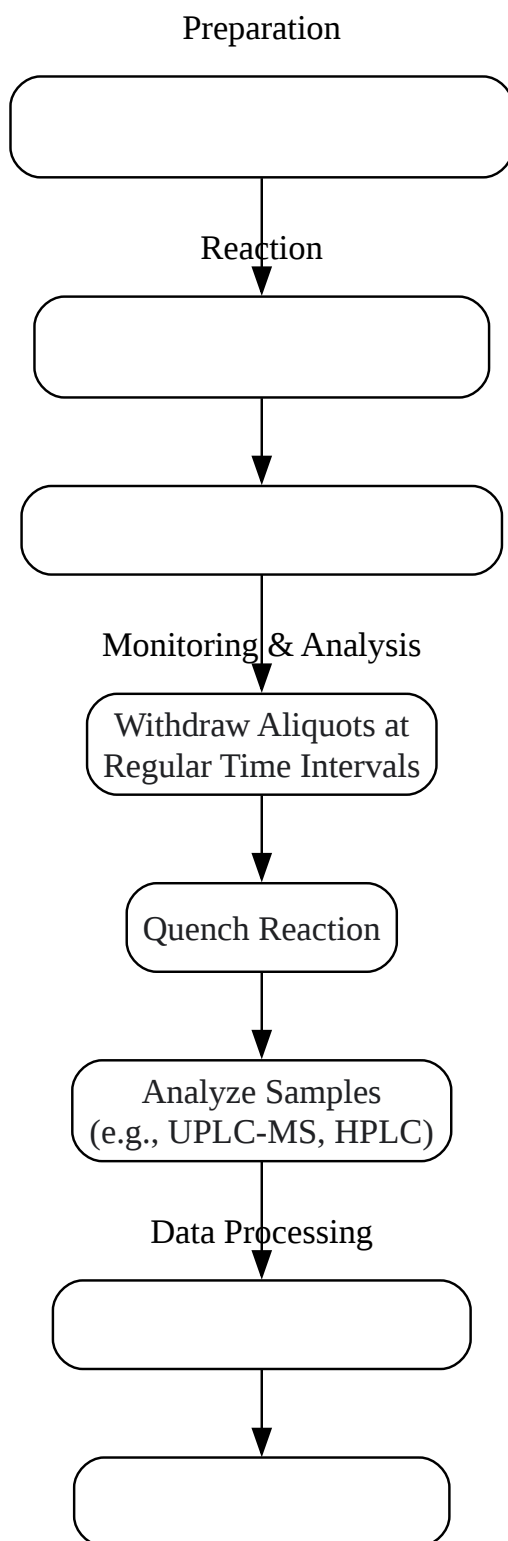 Preparation
Reaction
Monitoring & Analysis
Withdraw Aliquots at
Regular Time Intervals
Quench Reaction
Analyze Samples
(e.g., UPLC-MS, HPLC)
Data Processing